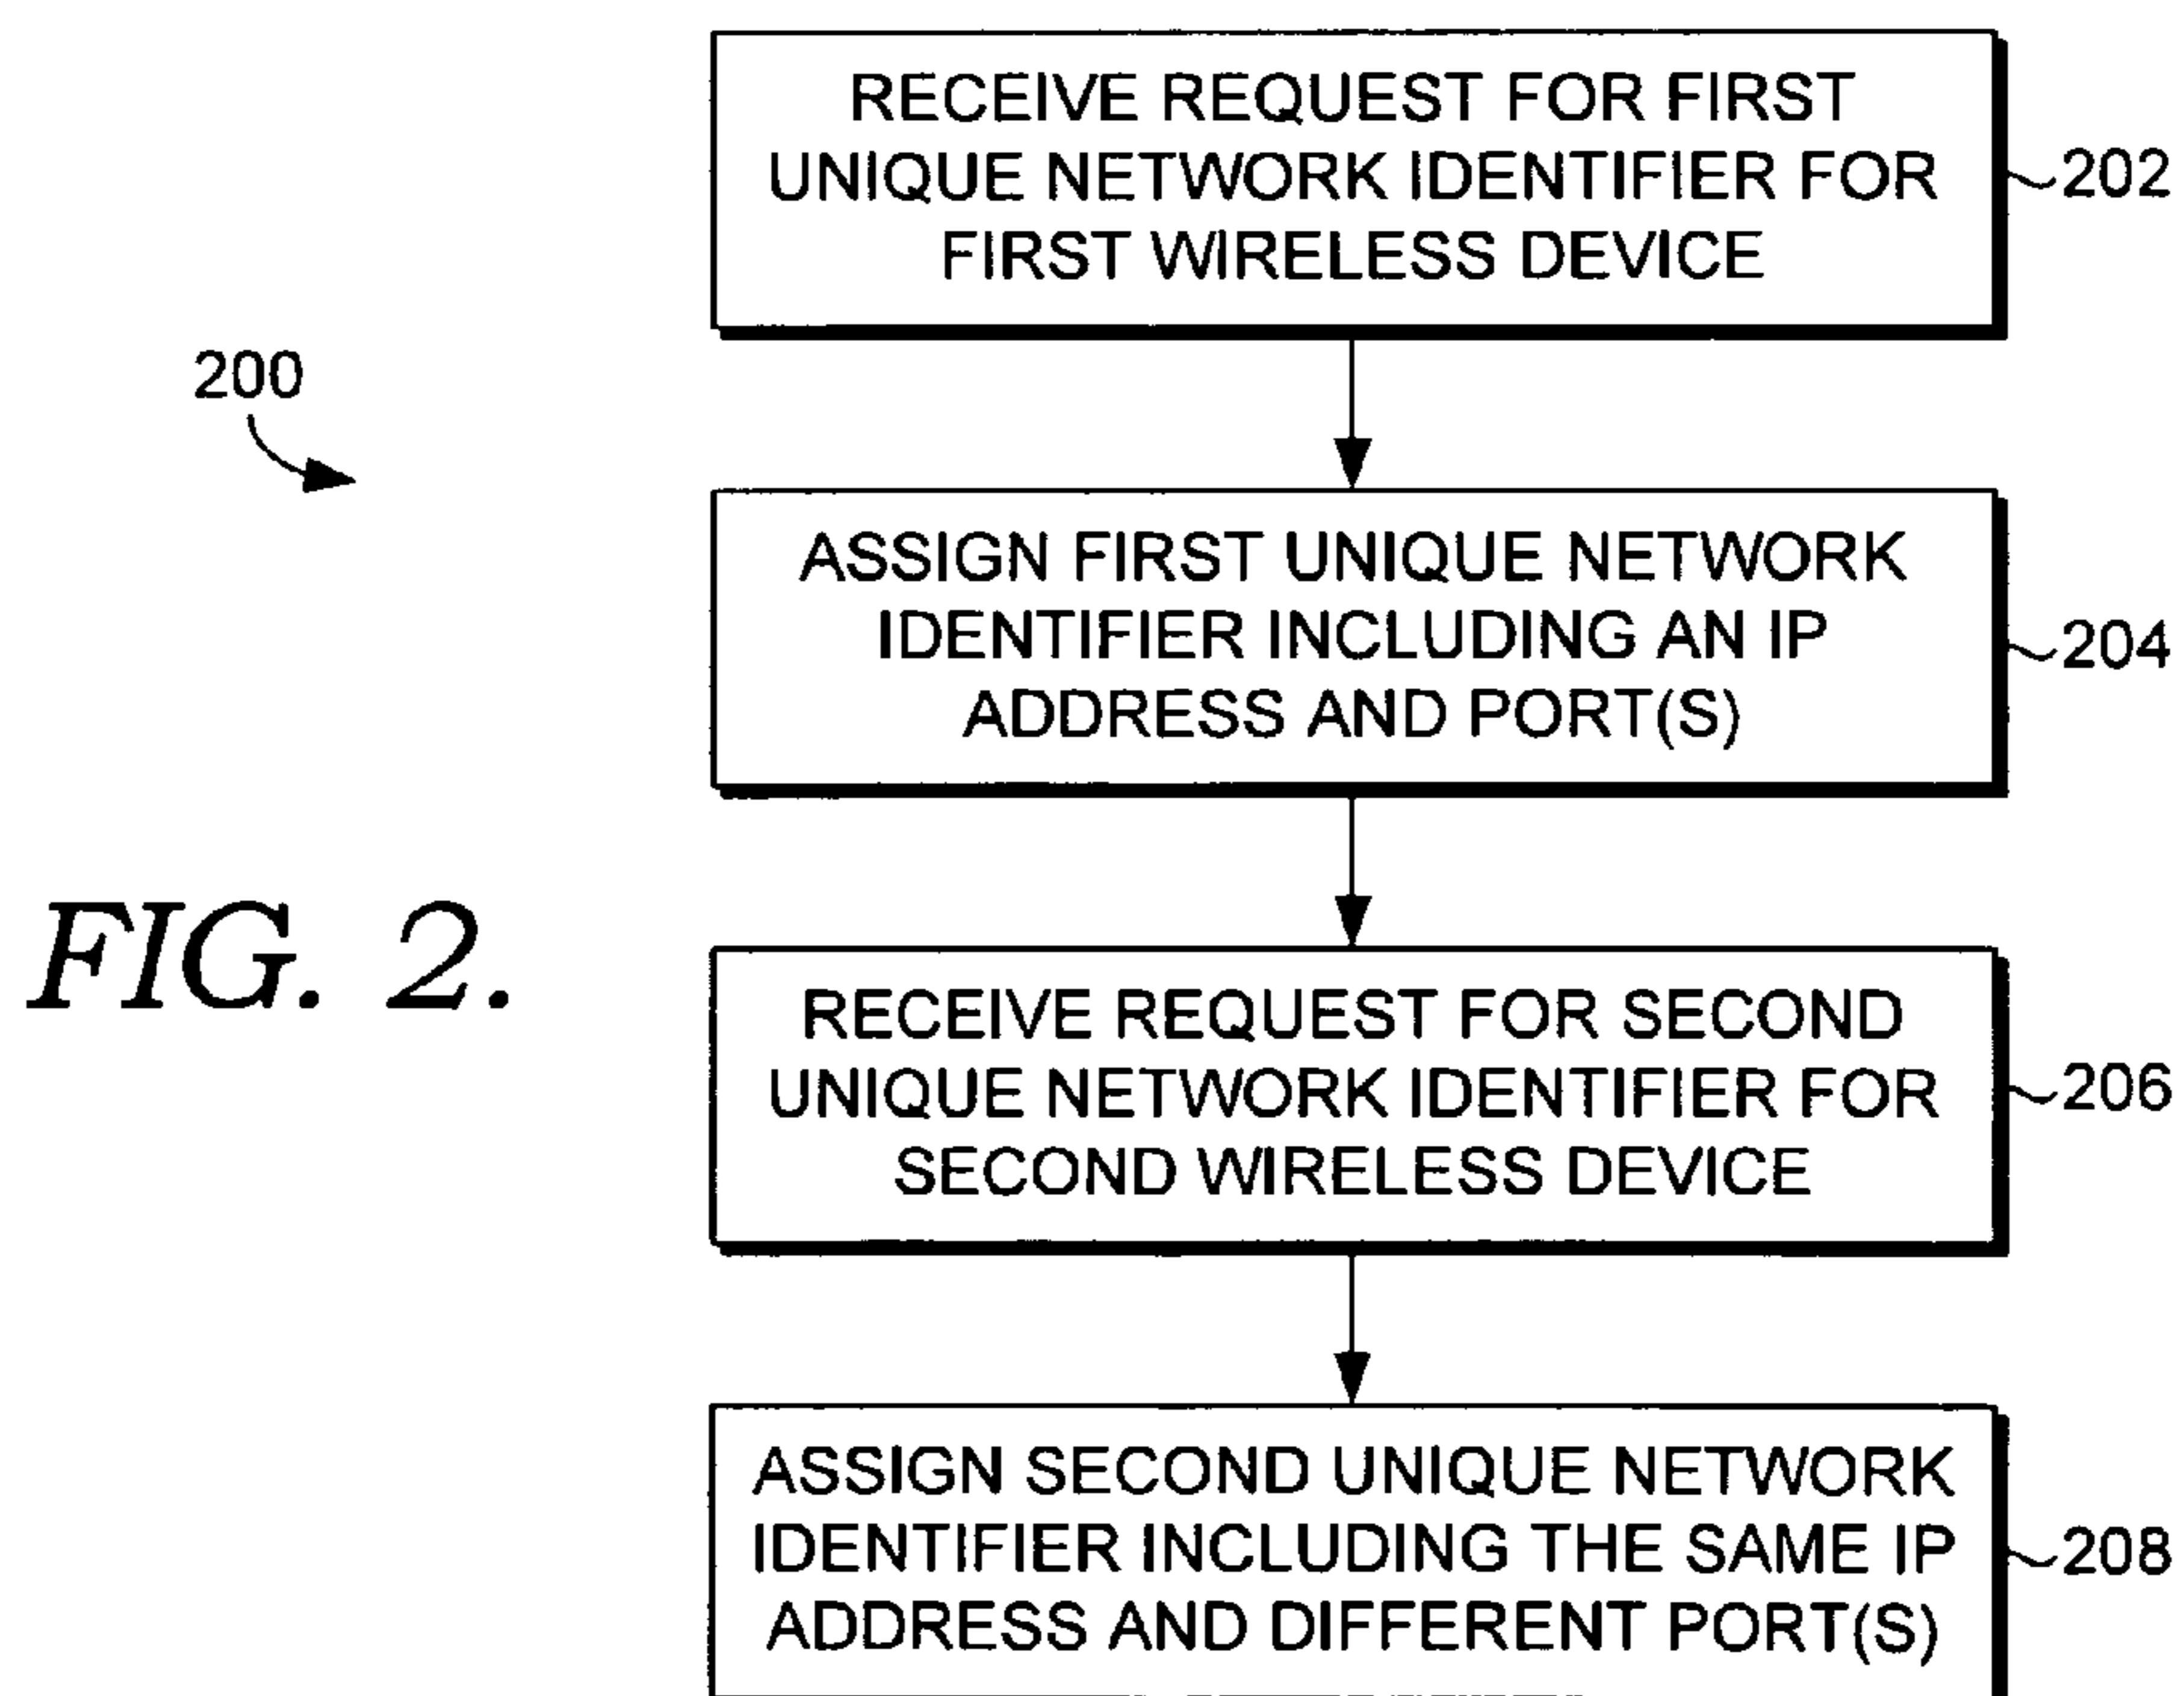 RECEIVE REQUEST FOR FIRST
UNIQUE NETWORK IDENTIFIER FOR
FIRST WIRELESS DEVICE
202
200
ASSIGN FIRST UNIQUE NETWORK
IDENTIFIER INCLUDING AN IP
ADDRESS AND PORT(S)
204
FIG. 2.
RECEIVE REQUEST FOR SECOND
UNIQUE NETWORK IDENTIFIER FOR
SECOND WIRELESS DEVICE
206
ASSIGN SECOND UNIQUE NETWORK
IDENTIFIER INCLUDING THE SAME IP
ADDRESS AND DIFFERENT PORT(S)
208